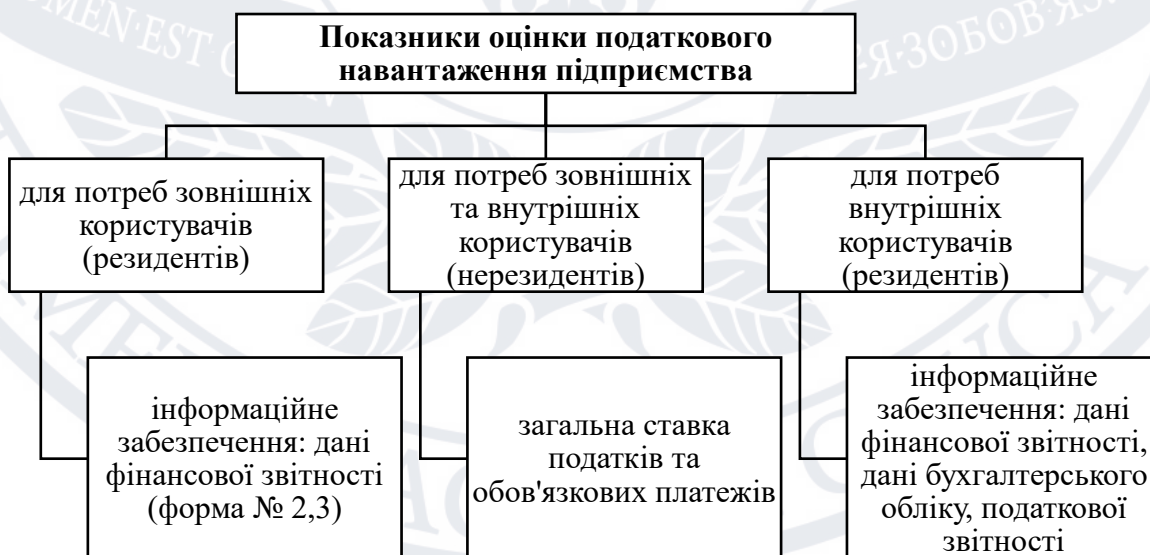 Показники оцінки податкового
навантаження підприємства
для потреб зовнішніх
користувачів
(резидентів)
для потреб зовнішніх
та внутрішніх
користувачів
(нерезидентів)
для потреб
внутрішніх
користувачів
(резидентів)
інформаційне
забезпечення: дані
фінансової звітності
(форма № 2,3)
загальна ставка
податків та
обов'язкових платежів
інформаційне
забезпечення: дані
фінансової звітності,
дані бухгалтерського
обліку, податкової
звітності